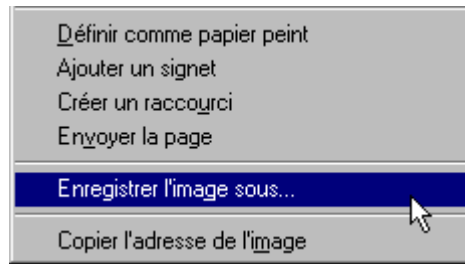 Définir comme papier peint
Ajouter un signet
Créer un raccourci
Envoyer la page
Enregistrer l'image sous...
Copier l'adresse de l'image